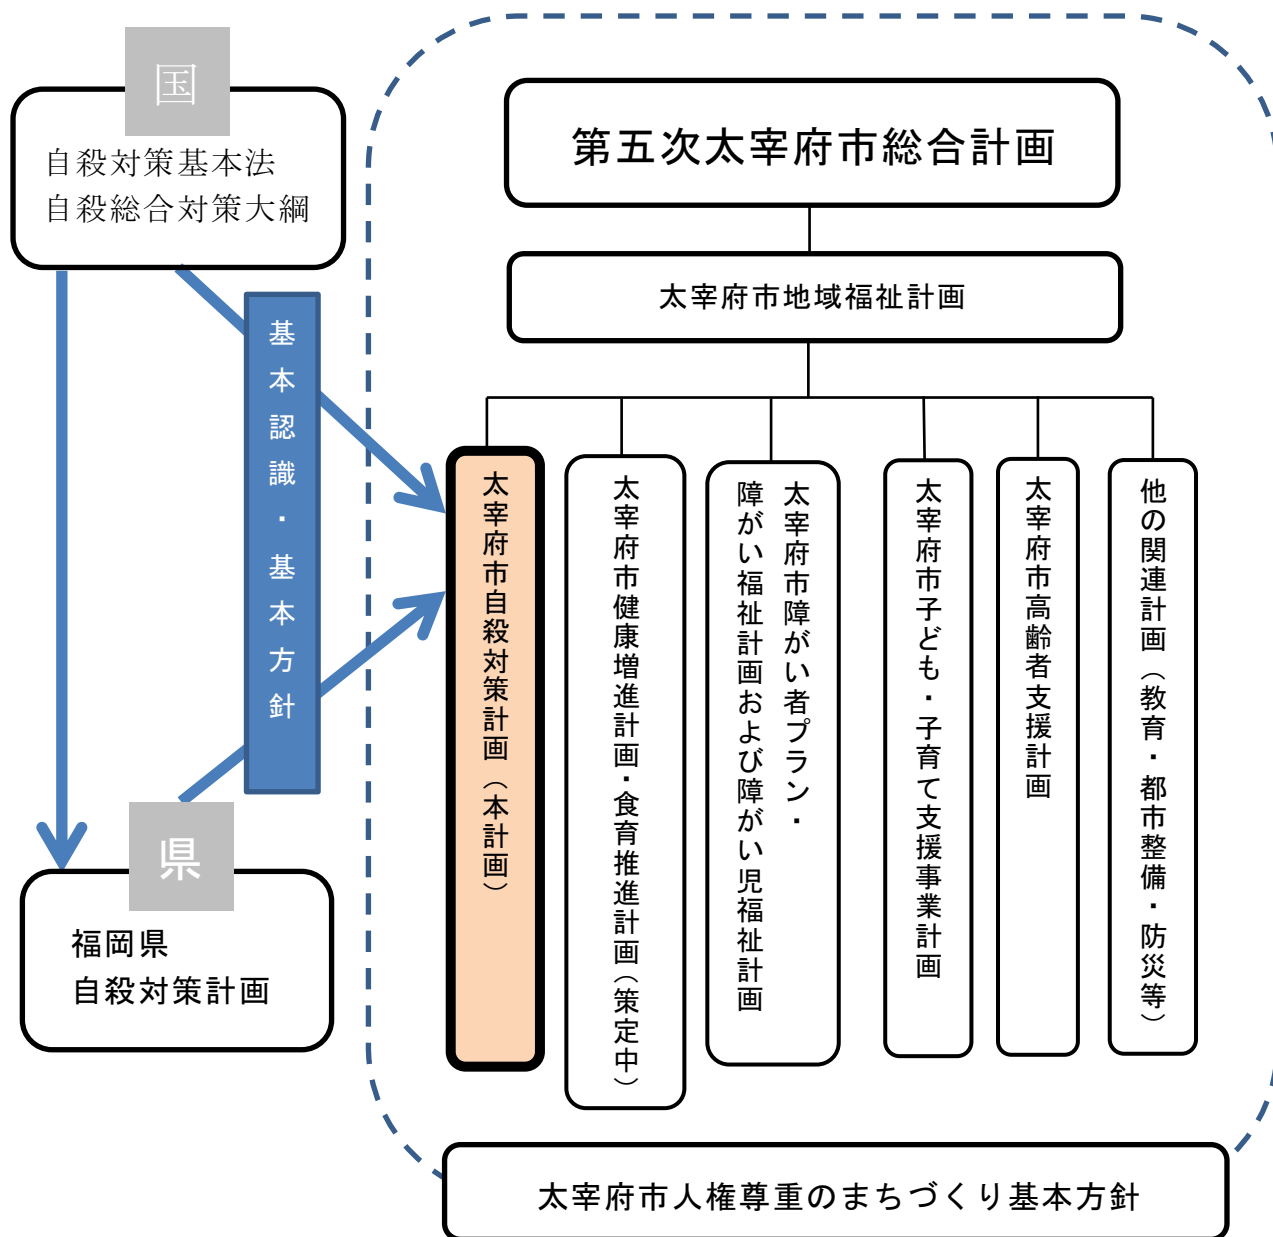 国
自殺対策基本法
自殺総合対策大綱
基本認識・基本方針
県
福岡県
自殺対策計画
第五次太宰府市総合計画
太宰府市地域福祉計画
太宰府市自殺対策計画（本計画）
太宰府市健康増進計画・食育推進計画（策定中）
太宰府市障がい者プラン・
障がい福祉計画および障がい児福祉計画
太宰府市子ども・子育て支援事業計画
太宰府市高齢者支援計画
他の関連計画（教育・都市整備・防災等）
太宰府市人権尊重のまちづくり基本方針